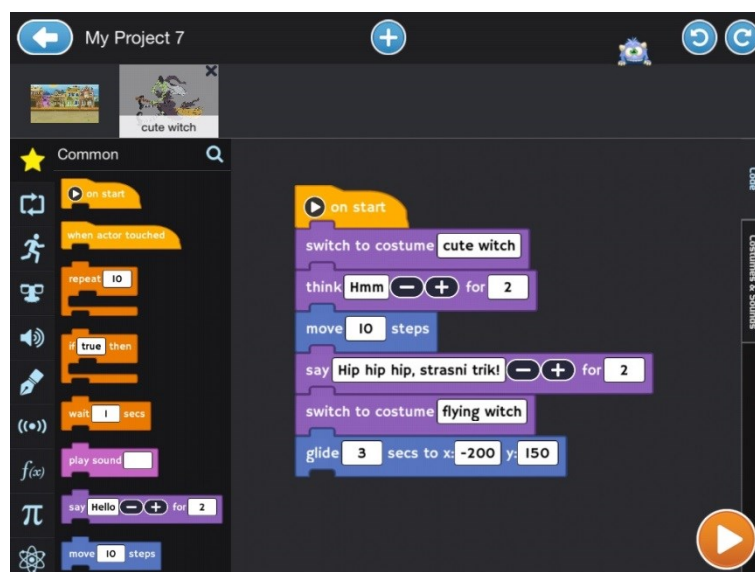 My Project 7
cute witch
Common
on start
when actor touched
repeat 10
if true then
wait 1 secs
play sound
say Hello − + for 2
move 10 steps
((•))
f(x)
π
on start
switch to costume cute witch
think Hmm − + for 2
move 10 steps
say Hip hip hip, strasni trik! − + for 2
switch to costume flying witch
glide 3 secs to x: -200 y: 150
Code
Costumes & Sounds